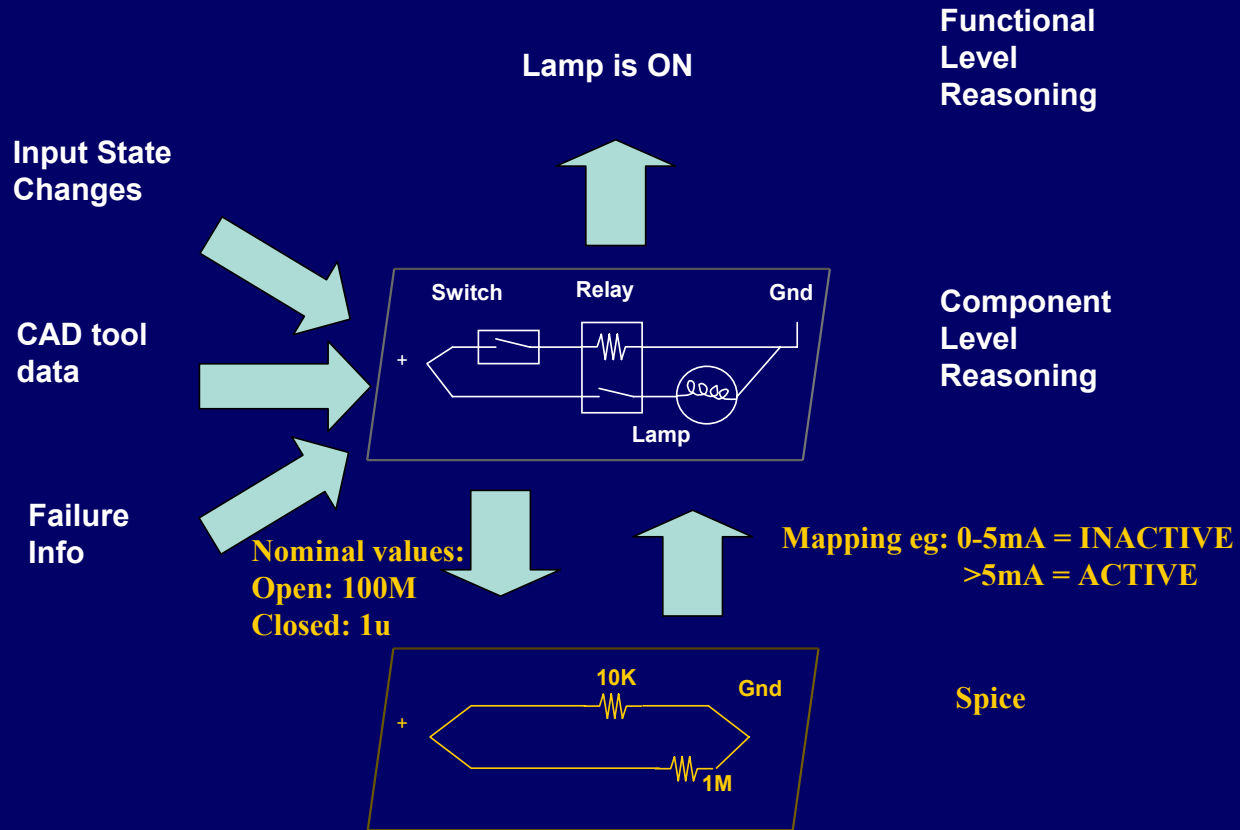 Functional
Level
Reasoning
Lamp is ON
Input State
Changes
Switch
Relay
Gnd
Component
Level
Reasoning
CAD tool
data
+
Lamp
Failure
Info
Nominal values:
Open: 100M
Closed: 1u
Mapping eg: 0-5mA = INACTIVE
>5mA = ACTIVE
10K
Gnd
Spice
+
1M